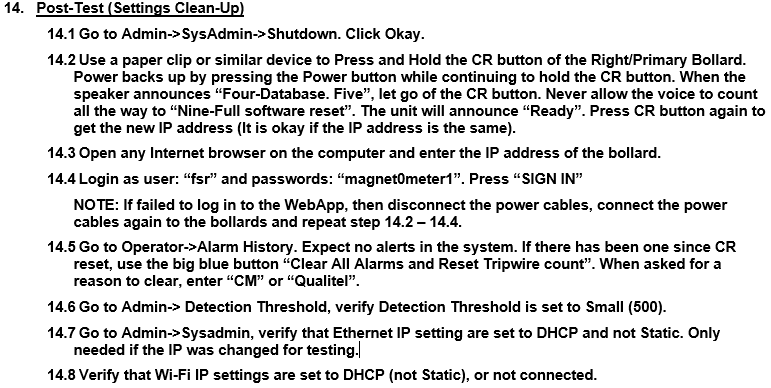 14. Post-Test (Settings Clean-Up)
14.1 Go to Admin->SysAdmin->Shutdown. Click Okay.
14.2 Use a paper clip or similar device to Press and Hold the CR button of the Right/Primary Bollard.
Power backs up by pressing the Power button while continuing to hold the CR button. When the
speaker announces “Four-Database. Five”, let go of the CR button. Never allow the voice to count
all the way to “Nine-Full software reset”. The unit will announce “Ready”. Press CR button again to
get the new IP address (It is okay if the IP address is the same).
14.3 Open any Internet browser on the computer and enter the IP address of the bollard.
14.4 Login as user: “fsr” and passwords: “magnet0meter1”. Press “SIGN IN”
NOTE: If failed to log in to the WebApp, then disconnect the power cables, connect the power
cables again to the bollards and repeat step 14.2 – 14.4.
14.5 Go to Operator->Alarm History. Expect no alerts in the system. If there has been one since CR
reset, use the big blue button “Clear All Alarms and Reset Tripwire count”. When asked for a
reason to clear, enter “CM” or “Qualitel”.
14.6 Go to Admin-> Detection Threshold, verify Detection Threshold is set to Small (500).
14.7 Go to Admin->Sysadmin, verify that Ethernet IP setting are set to DHCP and not Static. Only
needed if the IP was changed for testing.
14.8 Verify that Wi-Fi IP settings are set to DHCP (not Static), or not connected.